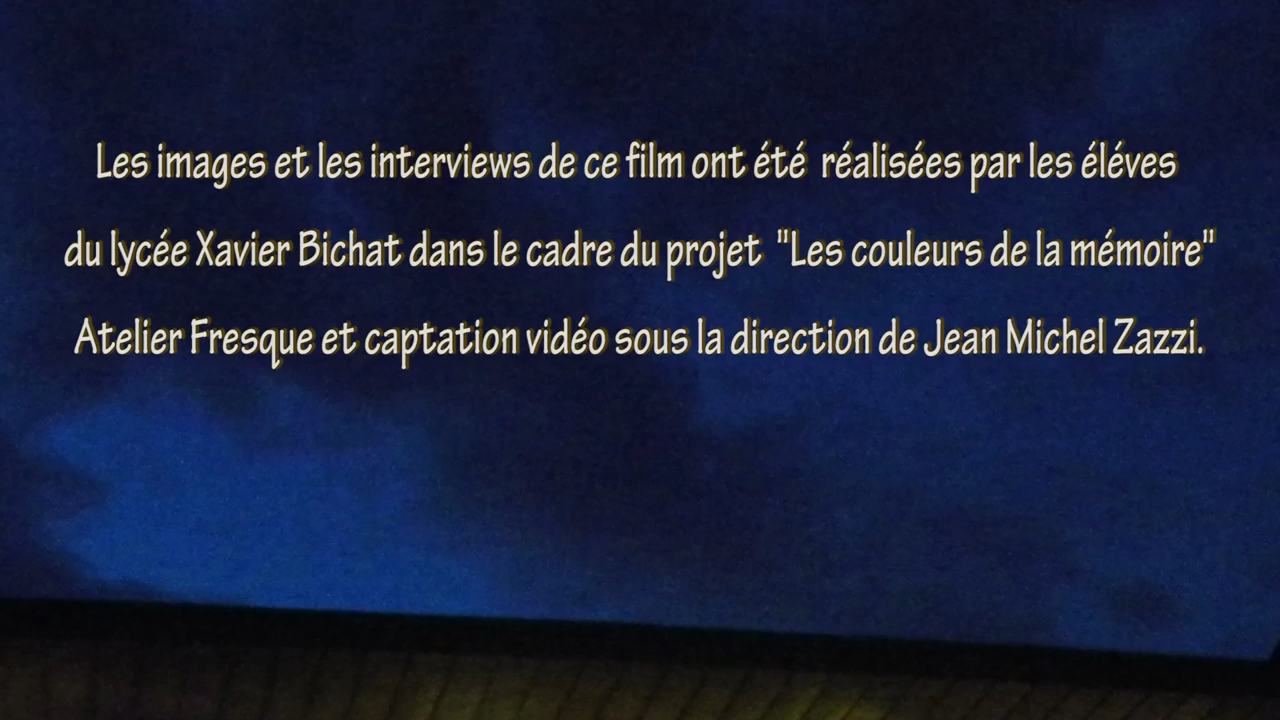 Les images et les interviews de ce film ont été réalisées par les éléves
du lycée Xavier Bichat dans le cadre du projet "Les couleurs de la mémoire"
Atelier Fresque et captation vidéo sous la direction de Jean Michel Zazzi.